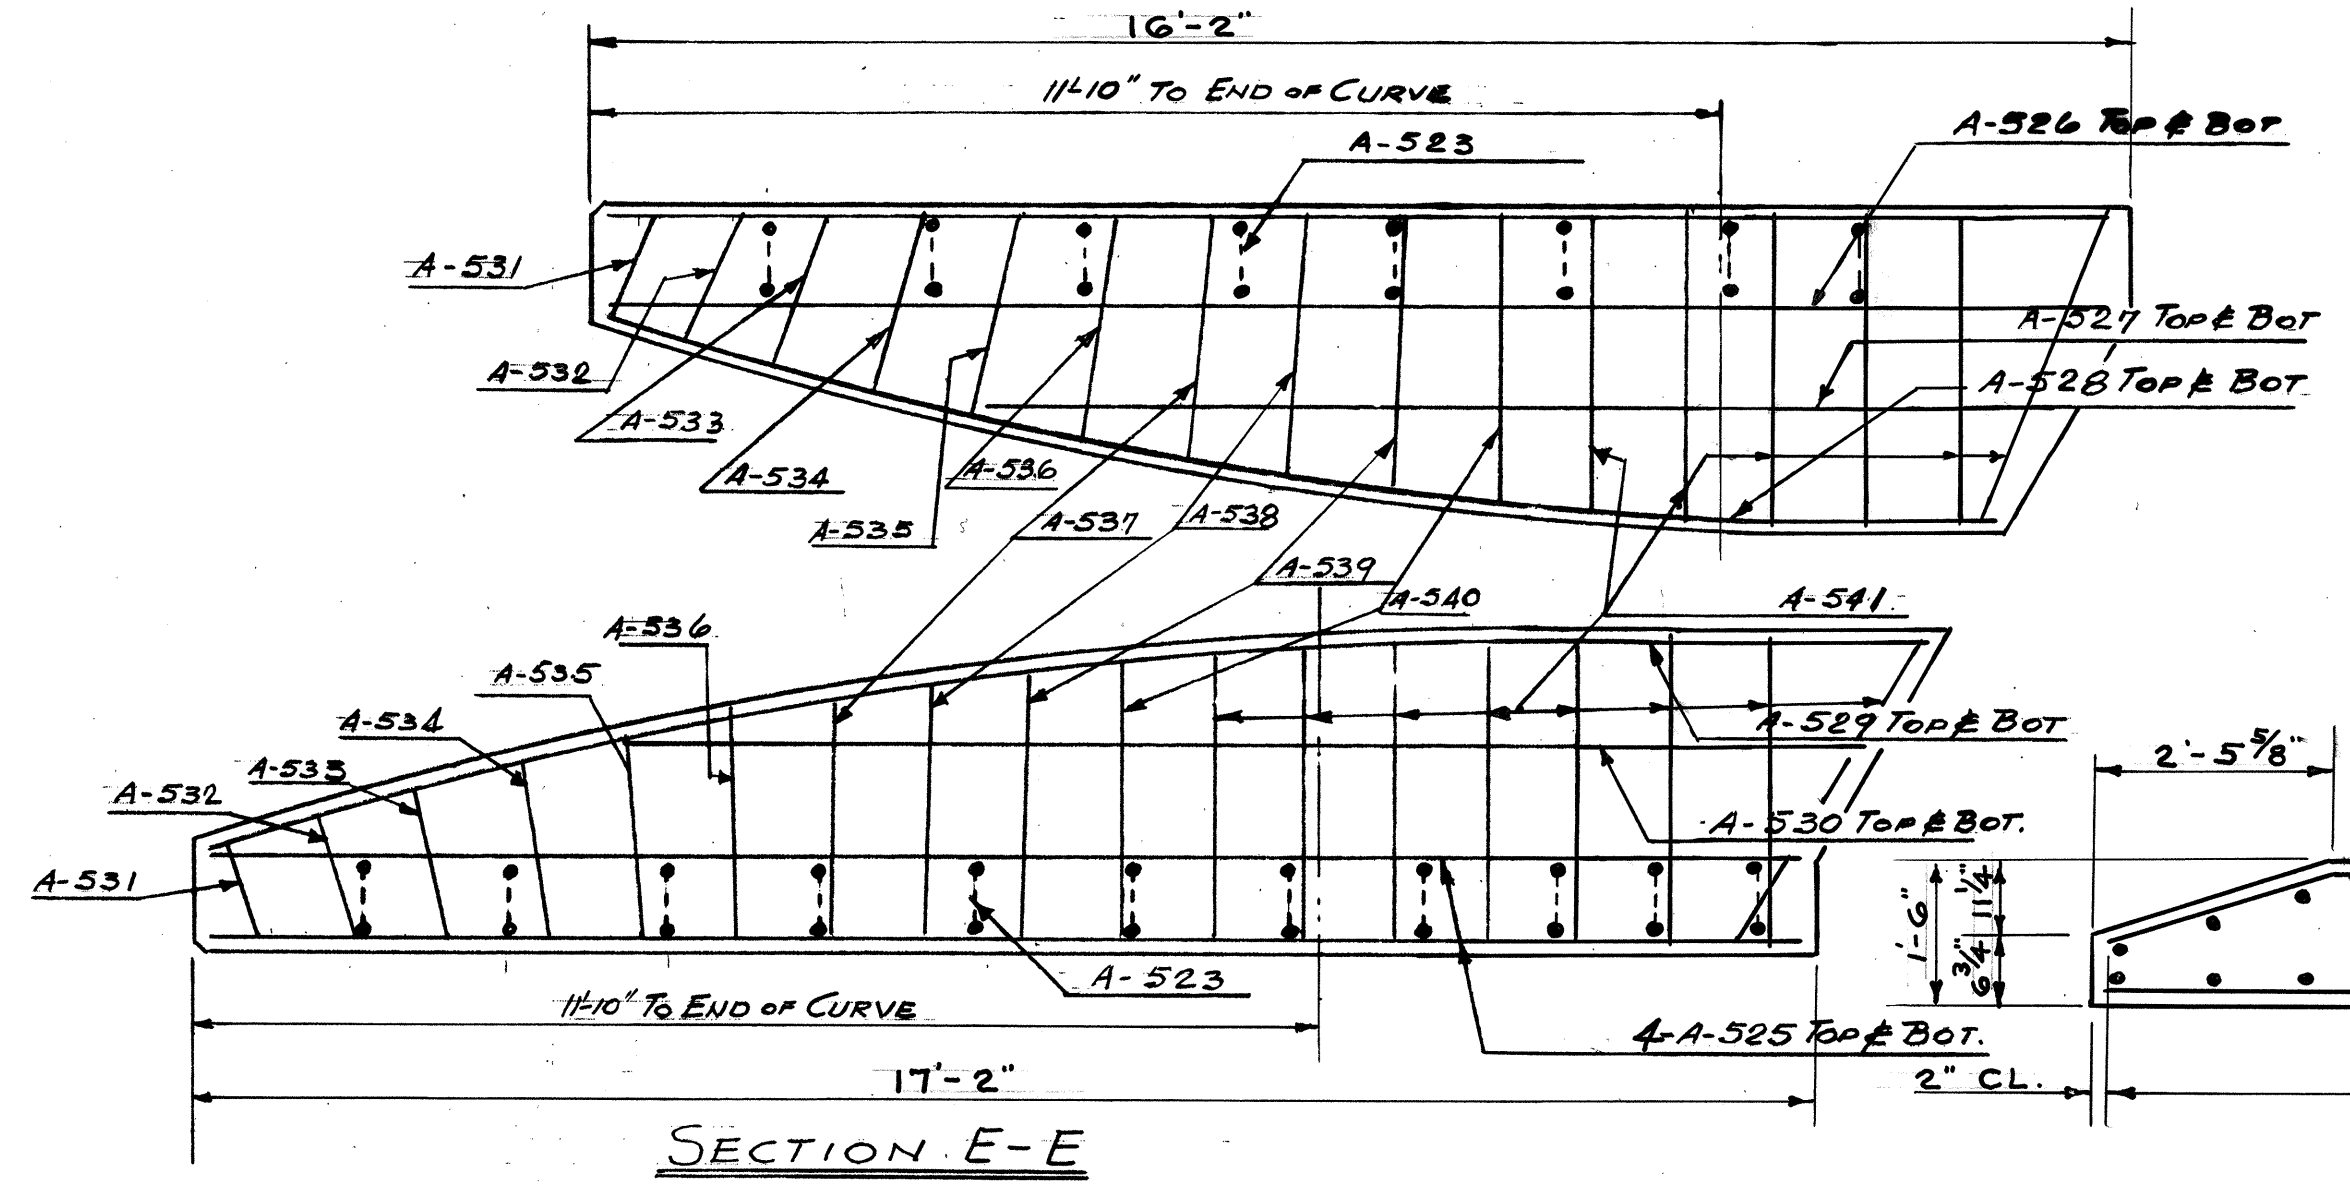 16'-2"
11'-10" TO END OF CURVE
A-523
A-526 TOP & BOT
A-531
A-527 TOP & BOT
A-532
A-528 TOP & BOT
A-533
A-534
A-536
A-535
A-537
A-538
A-539
A-540
A-541
A-536
A-535
A-534
A-529 TOP & BOT
A-533
A-532
2'-5 5/8"
A-530 TOP & BOT.
A-531
1'-6"
11 1/4"
6 3/4"
A-523
11'-10" TO END OF CURVE
4-A-525 TOP & BOT.
17'-2"
2" CL.
SECTION E-E